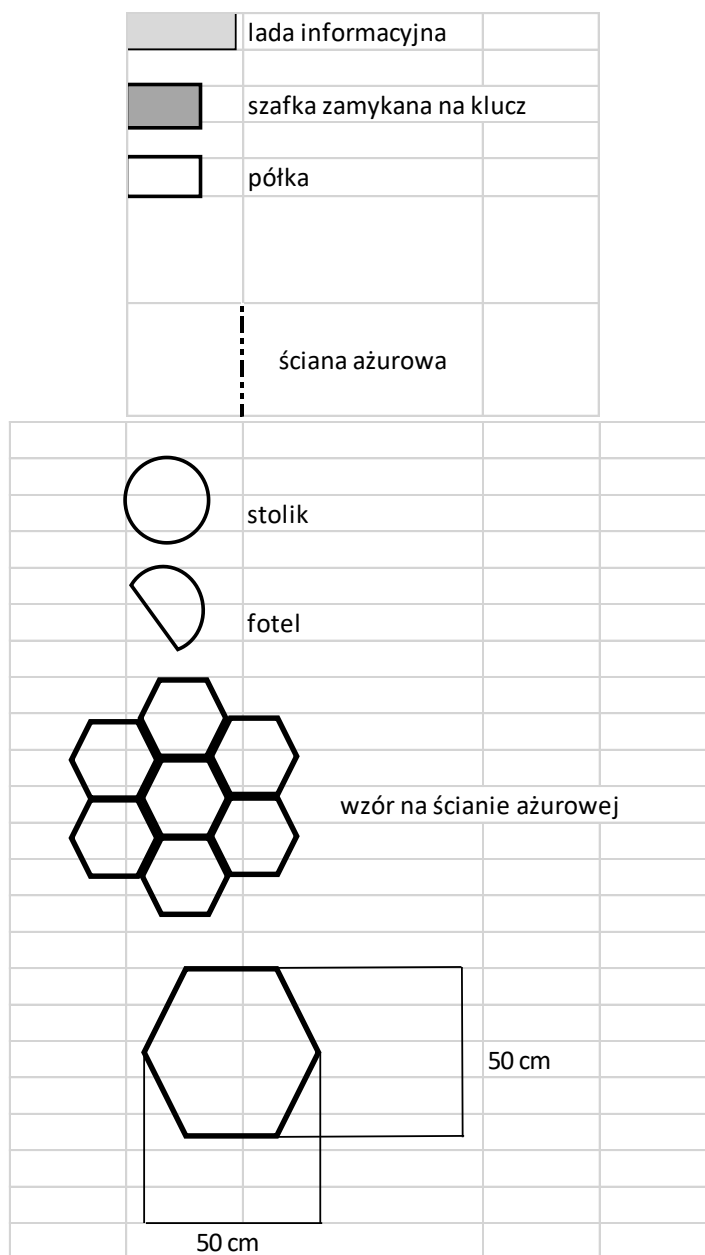 lada informacyjna
szafka zamykana na klucz
półka
ściana ażurowa
stolik
fotel
wzór na ścianie ażurowej
50 cm
50 cm